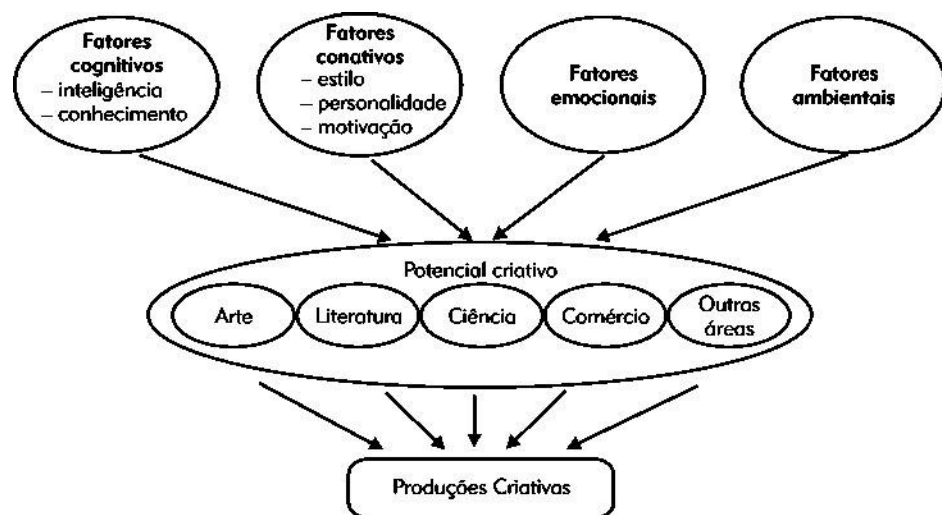 Fatores
cognitivos
– inteligência
– conhecimento
Fatores
conativos
– estilo
– personalidade
– motivação
Fatores
emocionais
Fatores
ambientais
Potencial criativo
Arte
Literatura
Ciência
Comércio
Outras
áreas
Produções Criativas